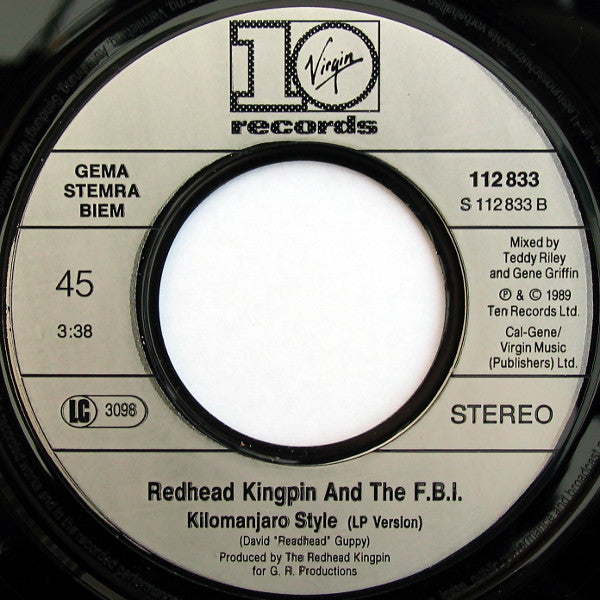 10
Virgin
records
GEMA
STEMRA
BIEM
112 833
S 112 833 B
45
3:38
Mixed by
Teddy Riley
and Gene Griffin
℗ & © 1989
Ten Records Ltd.
Cal-Gene/
Virgin Music
(Publishers) Ltd.
LC 3098
STEREO
Redhead Kingpin And The F.B.I.
Kilomanjaro Style (LP Version)
(David "Readhead" Guppy)
Produced by The Redhead Kingpin
for G. R. Productions